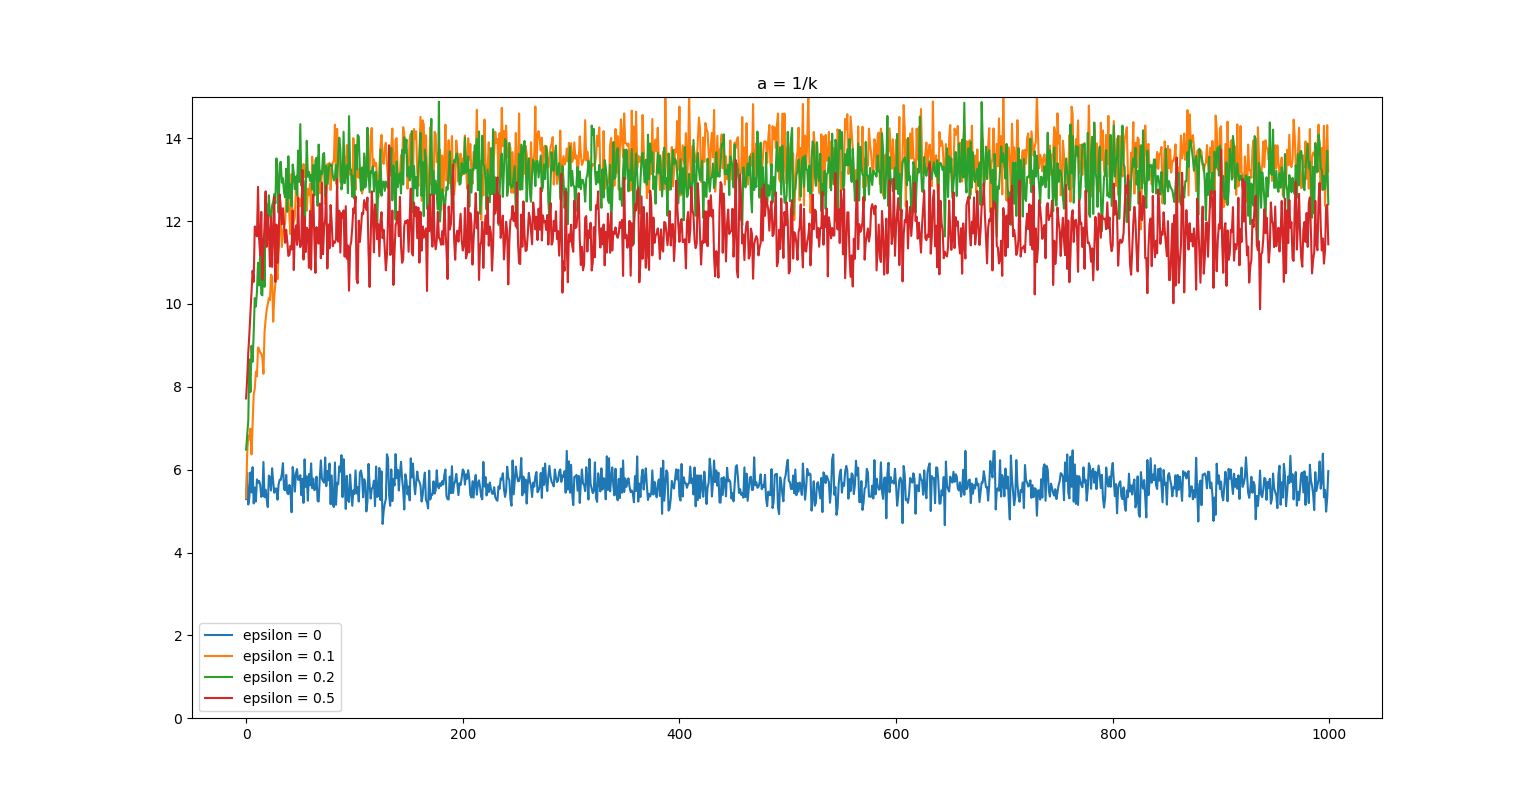 a = 1/k
14
12
10
8
6
4
2
0
epsilon = 0
epsilon = 0.1
epsilon = 0.2
epsilon = 0.5
0 200 400 600 800 1000